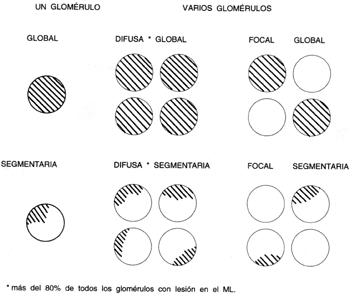 UN GLOMÉRULO VARIOS GLOMÉRULOS
GLOBAL DIFUSA * GLOBAL FOCAL GLOBAL
SEGMENTARIA DIFUSA * SEGMENTARIA FOCAL SEGMENTARIA
* más del 80% de todos los glomérulos con lesión en el ML.